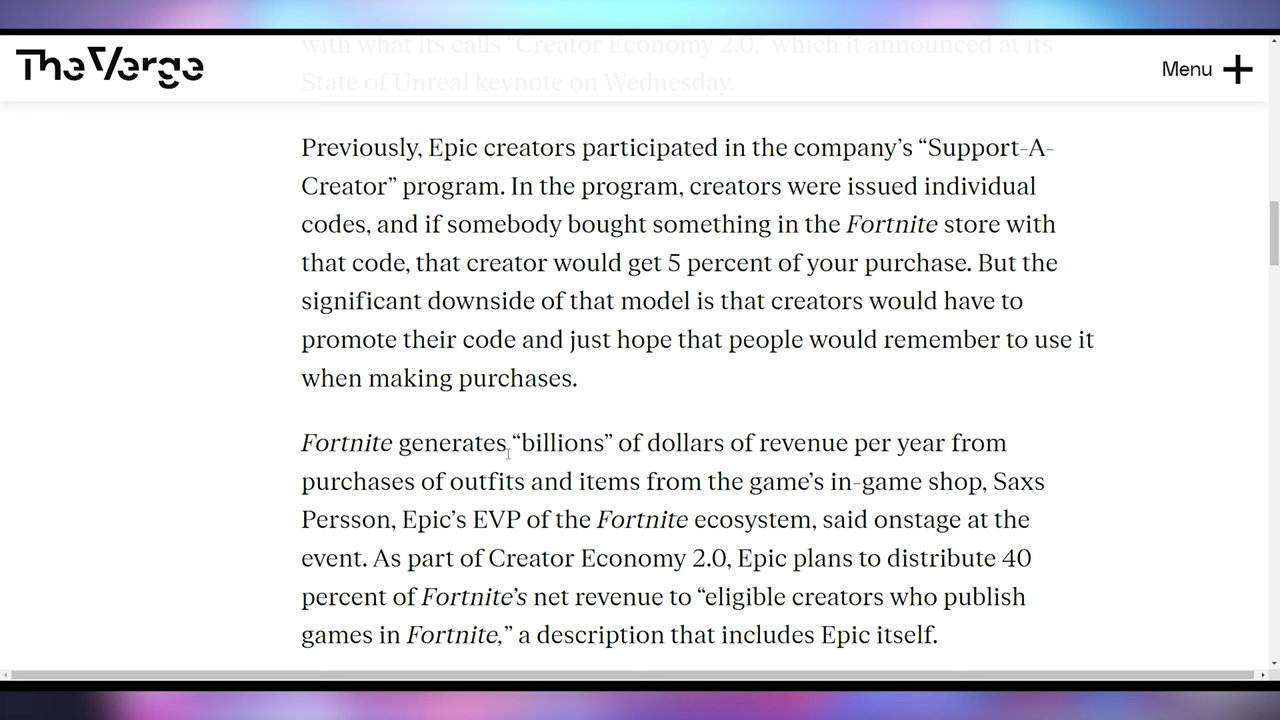 with what its calls “Creator Economy 2.0,” which it announced at its
The Verge
Menu
State of Unreal keynote on Wednesday.
Previously, Epic creators participated in the company’s “Support-A-
Creator” program. In the program, creators were issued individual
codes, and if somebody bought something in the Fortnite store with
that code, that creator would get 5 percent of your purchase. But the
significant downside of that model is that creators would have to
promote their code and just hope that people would remember to use it
when making purchases.
Fortnite generates “billions” of dollars of revenue per year from
purchases of outfits and items from the game’s in-game shop, Saxs
Persson, Epic’s EVP of the Fortnite ecosystem, said onstage at the
event. As part of Creator Economy 2.0, Epic plans to distribute 40
percent of Fortnite’s net revenue to “eligible creators who publish
games in Fortnite,” a description that includes Epic itself.